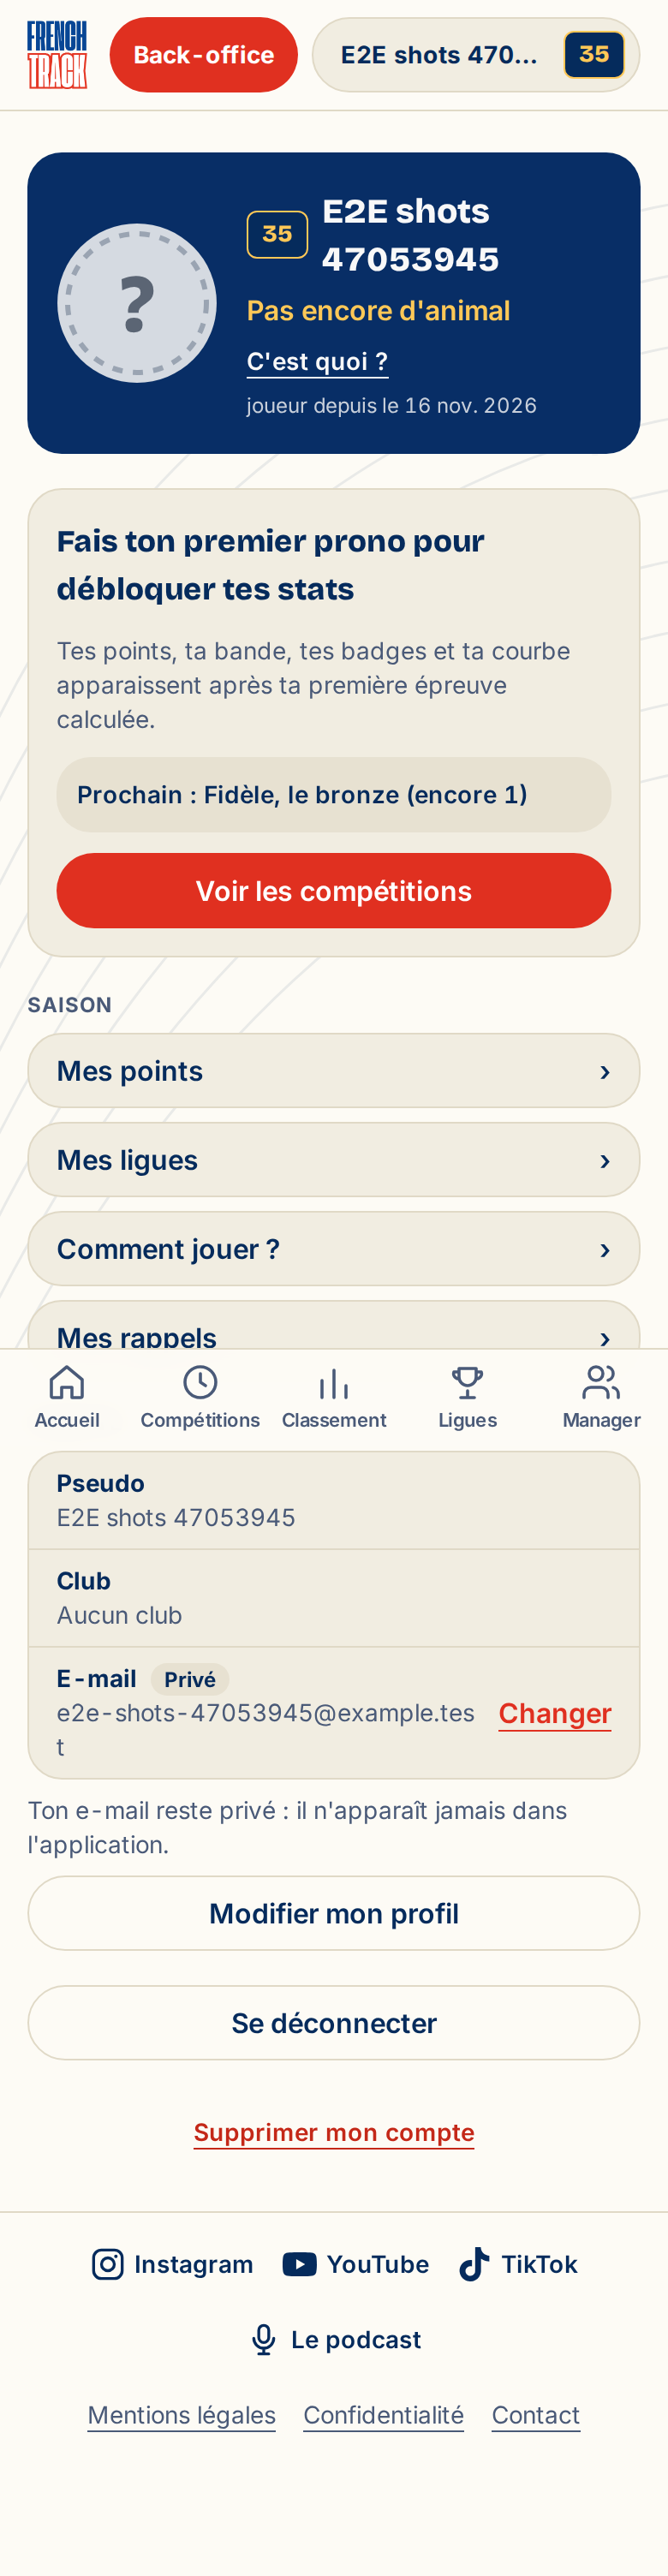 FRENCH
TRACK
Back-office
E2E shots 470...
35
35
E2E shots
47053945
?
Pas encore d'animal
C'est quoi ?
joueur depuis le 16 nov. 2026
Fais ton premier prono pour
débloquer tes stats
Tes points, ta bande, tes badges et ta courbe
apparaissent après ta première épreuve
calculée.
Prochain : Fidèle, le bronze (encore 1)
Voir les compétitions
SAISON
Mes points ›
Mes ligues ›
Comment jouer ? ›
Mes rappels ›
Accueil
Compétitions
Classement
Ligues
Manager
Pseudo
E2E shots 47053945
Club
Aucun club
E-mail Privé
e2e-shots-47053945@example.tes
t
Changer
Ton e-mail reste privé : il n'apparaît jamais dans
l'application.
Modifier mon profil
Se déconnecter
Supprimer mon compte
Instagram
YouTube
TikTok
Le podcast
Mentions légales
Confidentialité
Contact